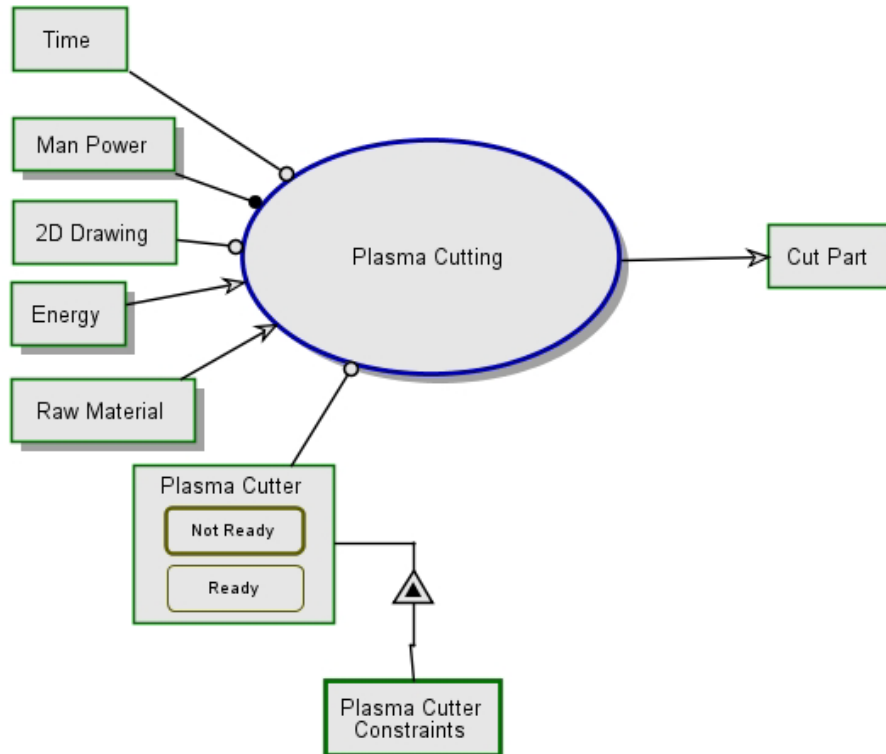 Time
Man Power
2D Drawing
Energy
Raw Material
Plasma Cutting
Cut Part
Plasma Cutter
Not Ready
Ready
Plasma Cutter
Constraints